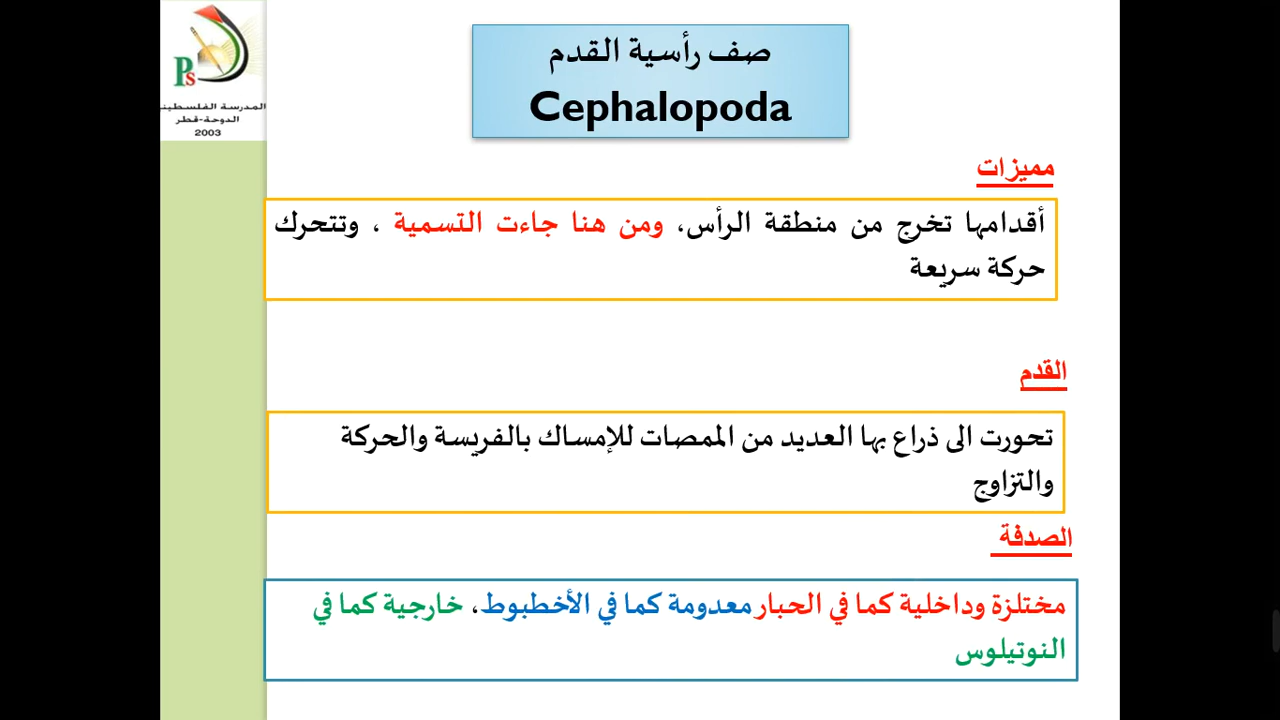 Ps
المدرسة الفلسطينية
الدوحة-قطر
2003
صف رأسية القدم
Cephalopoda
مميزات
أقدامها تخرج من منطقة الرأس، ومن هنا جاءت التسمية ، وتتحرك
حركة سريعة
القدم
تحورت الى ذراع بها العديد من الممصات للإمساك بالفريسة والحركة
والتزاوج
الصدفة
مختلزة وداخلية كما في الحبار معدومة كما في الأخطبوط، خارجية كما في
النوتيلوس